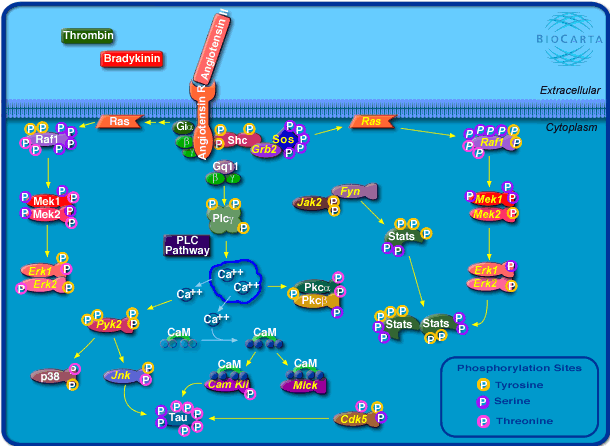 Thrombin
Bradykinin
Angiotensin II
BIOCARTA
Extracellular
Cytoplasm
Ras
Giα
β
γ
Angiotensin R
Shc
Grb2
Sos
Ras
Raf1
Raf1
Gq11
β γ
Plcγ
PLC
Pathway
Mek1
Mek2
Jak2
Fyn
Stats
Mek1
Mek2
Erk1
Erk2
Ca++
Ca++
Ca++
Ca++
Pkcα
Pkcβ
Erk1
Erk2
Pyk2
CaM
CaM
Stats
Stats
p38
Jnk
CaM
Cam KII
CaM
Mlck
Tau
Cdk5
Phosphorylation Sites
P Tyrosine
P Serine
P Threonine